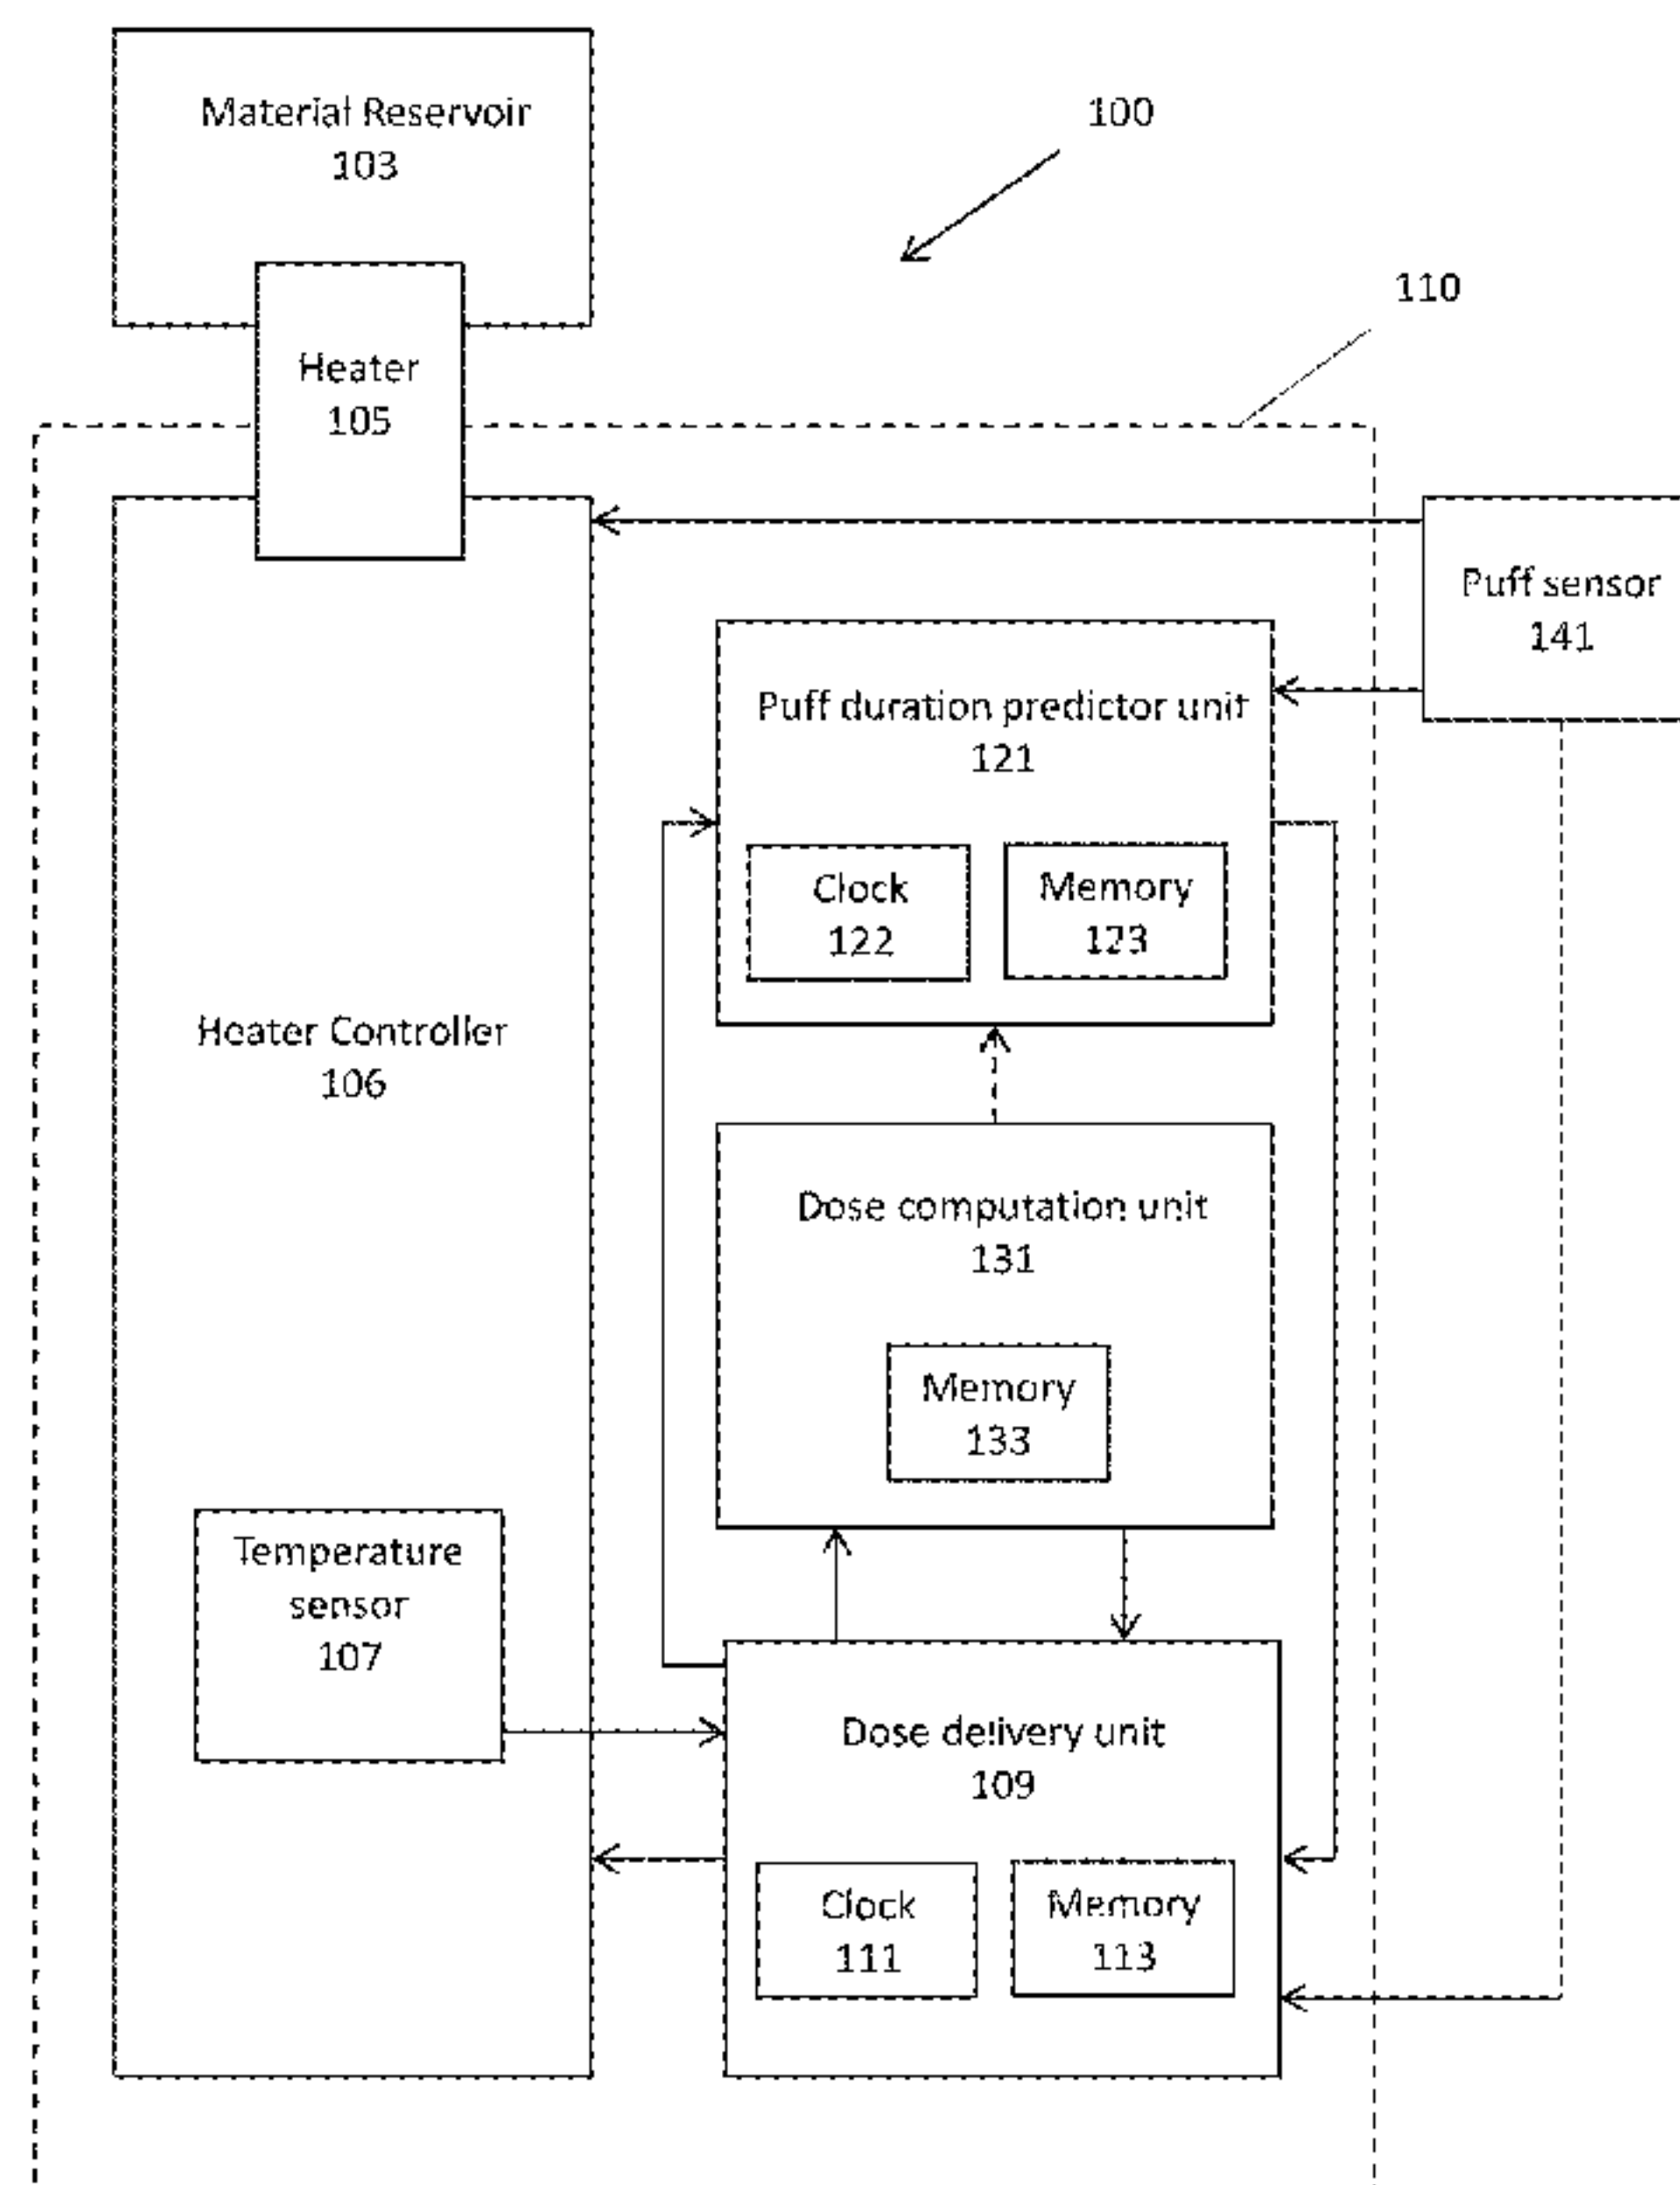 Material Reservoir
103
100
110
Heater
105
Puff sensor
141
Puff duration predictor unit
121
Clock
122
Memory
123
Heater Controller
106
Dose computation unit
131
Memory
133
Temperature
sensor
107
Dose delivery unit
109
Clock
111
Memory
113